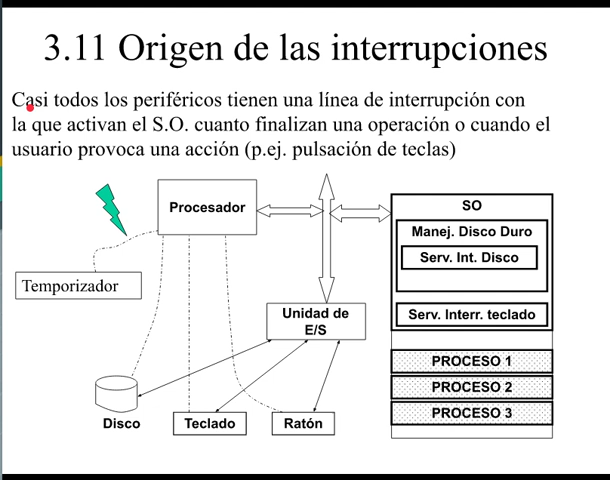 3.11 Origen de las interrupciones
Casi todos los periféricos tienen una línea de interrupción con
la que activan el S.O. cuanto finalizan una operación o cuando el
usuario provoca una acción (p.ej. pulsación de teclas)
Procesador
SO
Manej. Disco Duro
Serv. Int. Disco
Temporizador
Unidad de
E/S
Serv. Interr. teclado
PROCESO 1
PROCESO 2
PROCESO 3
Disco
Teclado
Ratón